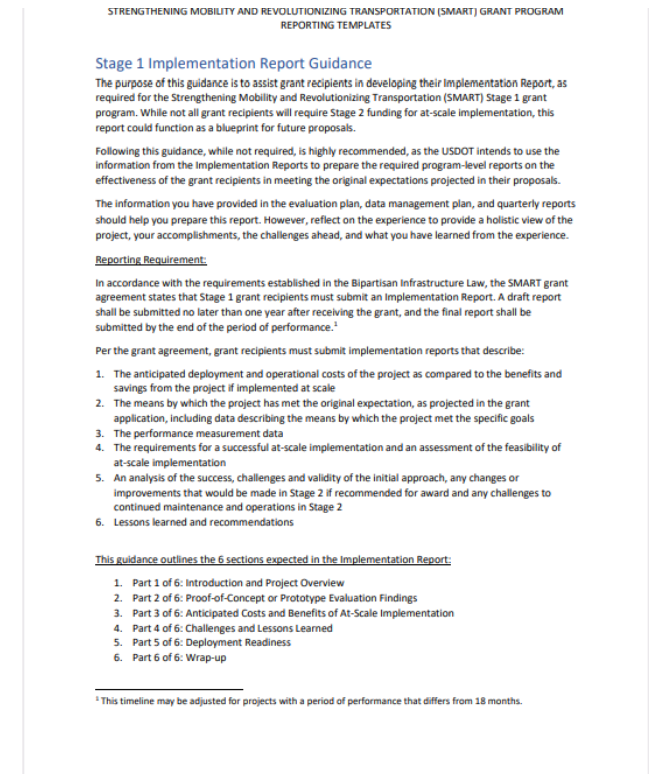 STRENGTHENING MOBILITY AND REVOLUTIONIZING TRANSPORTATION (SMART) GRANT PROGRAM
REPORTING TEMPLATES
Stage 1 Implementation Report Guidance
The purpose of this guidance is to assist grant recipients in developing their Implementation Report, as
required for the Strengthening Mobility and Revolutionizing Transportation (SMART) Stage 1 grant
program. While not all grant recipients will require Stage 2 funding for at-scale implementation, this
report could function as a blueprint for future proposals.
Following this guidance, while not required, is highly recommended, as the USDOT intends to use the
information from the Implementation Reports to prepare the required program-level reports on the
effectiveness of the grant recipients in meeting the original expectations projected in their proposals.
The information you have provided in the evaluation plan, data management plan, and quarterly reports
should help you prepare this report. However, reflect on the experience to provide a holistic view of the
project, your accomplishments, the challenges ahead, and what you have learned from the experience.
Reporting Requirement:
In accordance with the requirements established in the Bipartisan Infrastructure Law, the SMART grant
agreement states that Stage 1 grant recipients must submit an Implementation Report. A draft report
shall be submitted no later than one year after receiving the grant, and the final report shall be
submitted by the end of the period of performance.¹
Per the grant agreement, grant recipients must submit implementation reports that describe:
1. The anticipated deployment and operational costs of the project as compared to the benefits and
savings from the project if implemented at scale
2. The means by which the project has met the original expectation, as projected in the grant
application, including data describing the means by which the project met the specific goals
3. The performance measurement data
4. The requirements for a successful at-scale implementation and an assessment of the feasibility of
at-scale implementation
5. An analysis of the success, challenges and validity of the initial approach, any changes or
improvements that would be made in Stage 2 if recommended for award and any challenges to
continued maintenance and operations in Stage 2
6. Lessons learned and recommendations
This guidance outlines the 6 sections expected in the Implementation Report:
1. Part 1 of 6: Introduction and Project Overview
2. Part 2 of 6: Proof-of-Concept or Prototype Evaluation Findings
3. Part 3 of 6: Anticipated Costs and Benefits of At-Scale Implementation
4. Part 4 of 6: Challenges and Lessons Learned
5. Part 5 of 6: Deployment Readiness
6. Part 6 of 6: Wrap-up
¹ This timeline may be adjusted for projects with a period of performance that differs from 18 months.